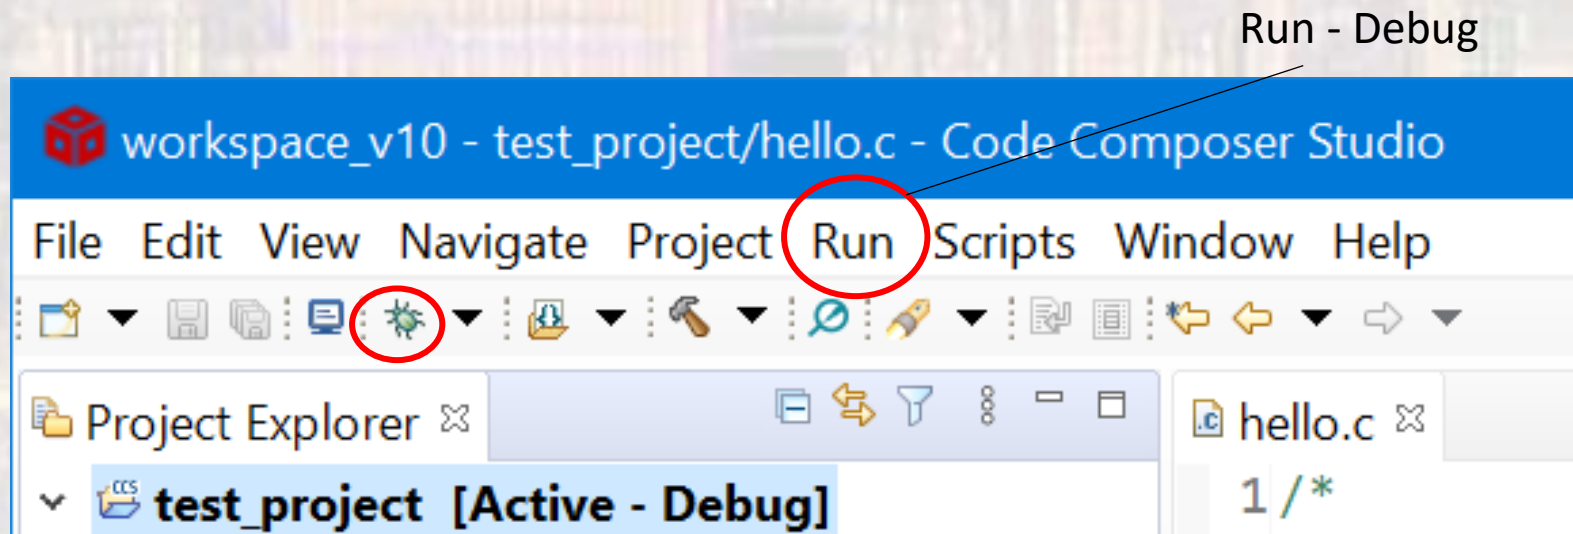 Run - Debug
workspace_v10 - test_project/hello.c - Code Composer Studio
File Edit View Navigate Project Run Scripts Window Help
Project Explorer
hello.c
test_project [Active - Debug]
1 /*